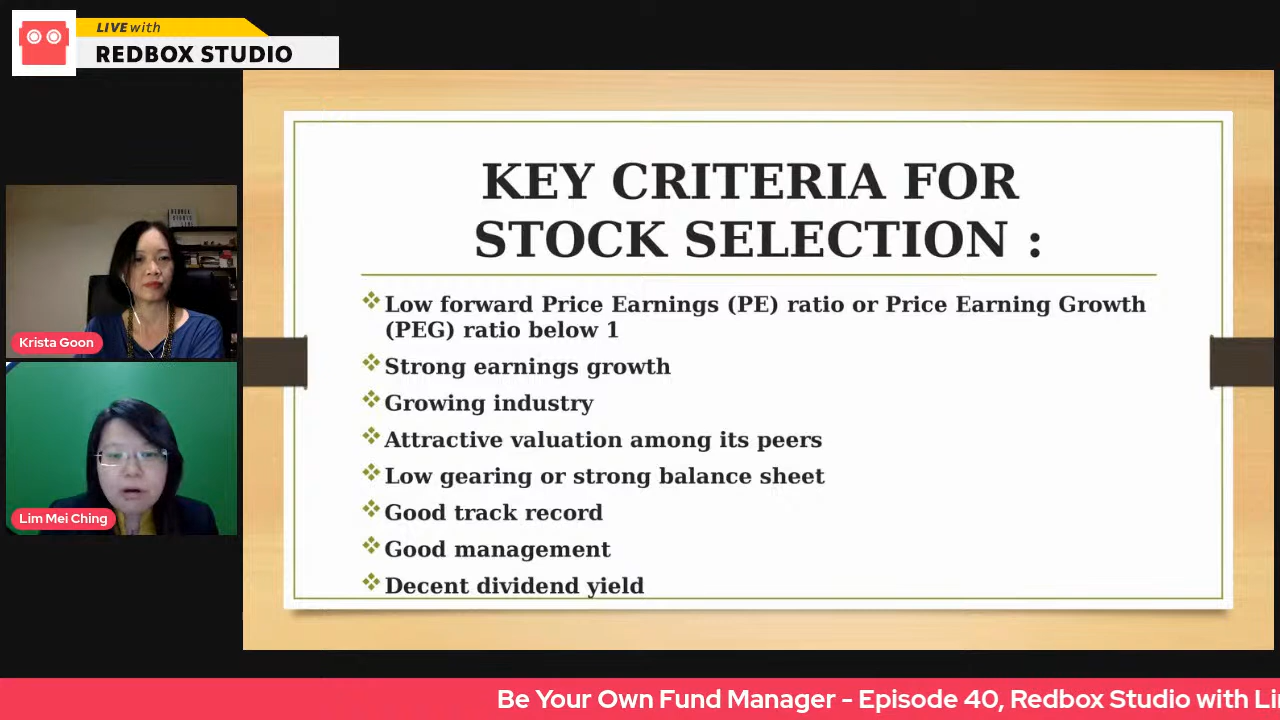 LIVE with
REDBOX STUDIO
KEY CRITERIA FOR
STOCK SELECTION :
Low forward Price Earnings (PE) ratio or Price Earning Growth
(PEG) ratio below 1
Strong earnings growth
Growing industry
Attractive valuation among its peers
Low gearing or strong balance sheet
Good track record
Good management
Decent dividend yield
Krista Goon
Lim Mei Ching
Be Your Own Fund Manager - Episode 40, Redbox Studio with